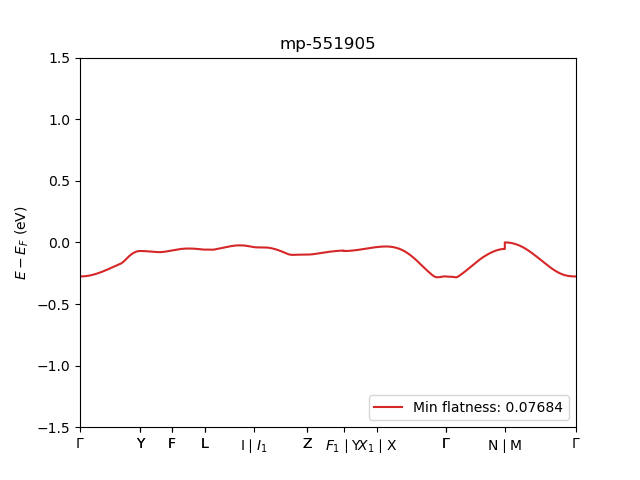 mp-551905
1.5
1.0
0.5
0.0
−0.5
−1.0
−1.5
E − E_F (eV)
Min flatness: 0.07684
Γ Y F L I | I₁ Z F₁ | Y X₁ | X Γ N | M Γ